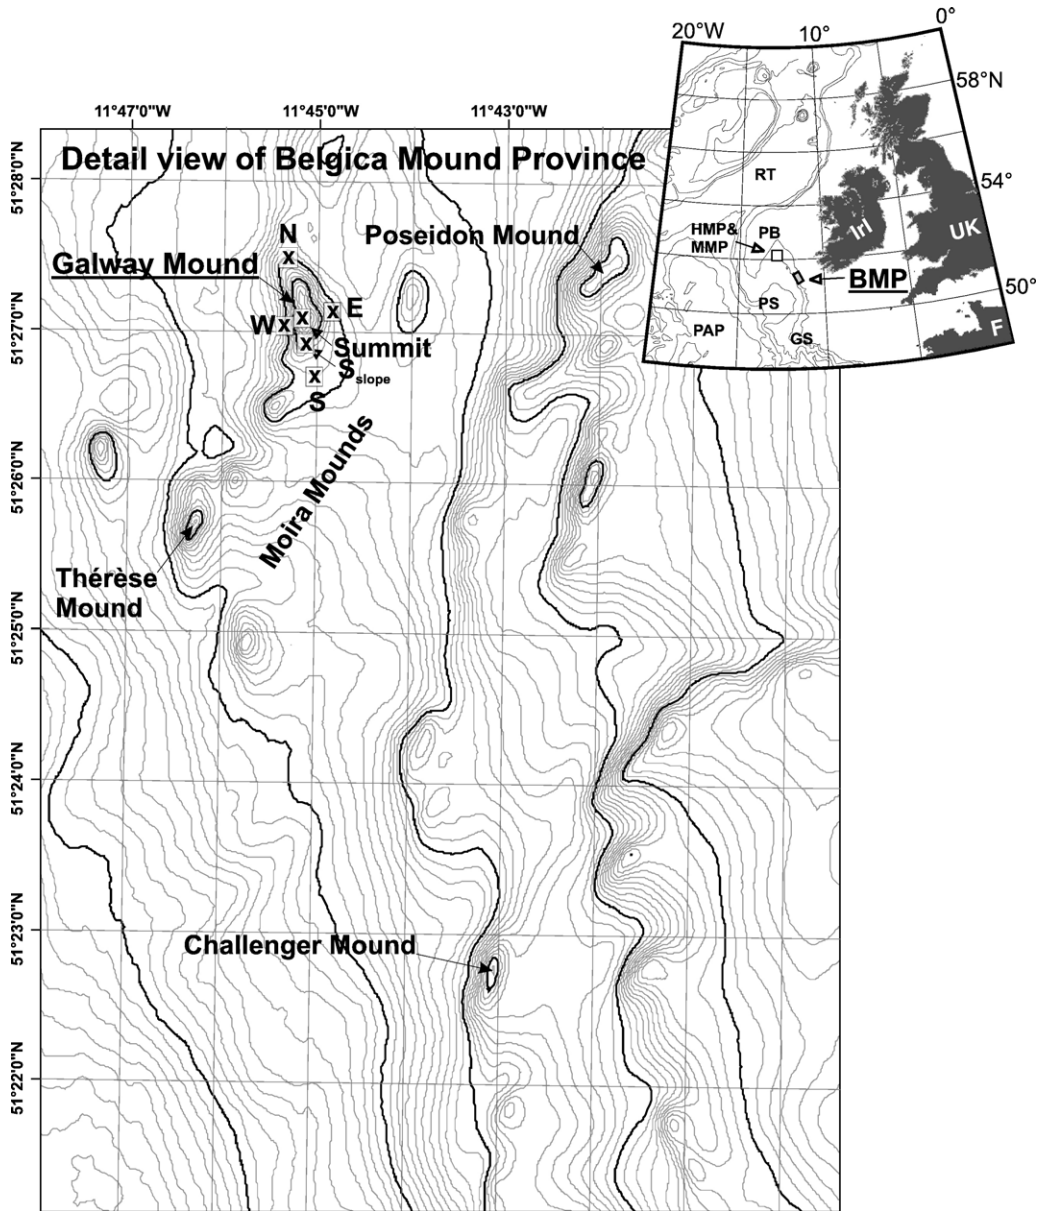 0°
20°W
10°
58°N
11°47'0"W
11°45'0"W
11°43'0"W
Detail view of Belgica Mound Province
51°28'0"N
RT
54°
N
Poseidon Mound
HMP&
MMP
PB
Irl
UK
Galway Mound
BMP
50°
W
E
51°27'0"N
PS
PAP
GS
F
Summit
S slope
S
x
x
x
x
x
x
51°26'0"N
Moira Mounds
Thérèse
Mound
51°25'0"N
51°24'0"N
51°23'0"N
Challenger Mound
51°22'0"N